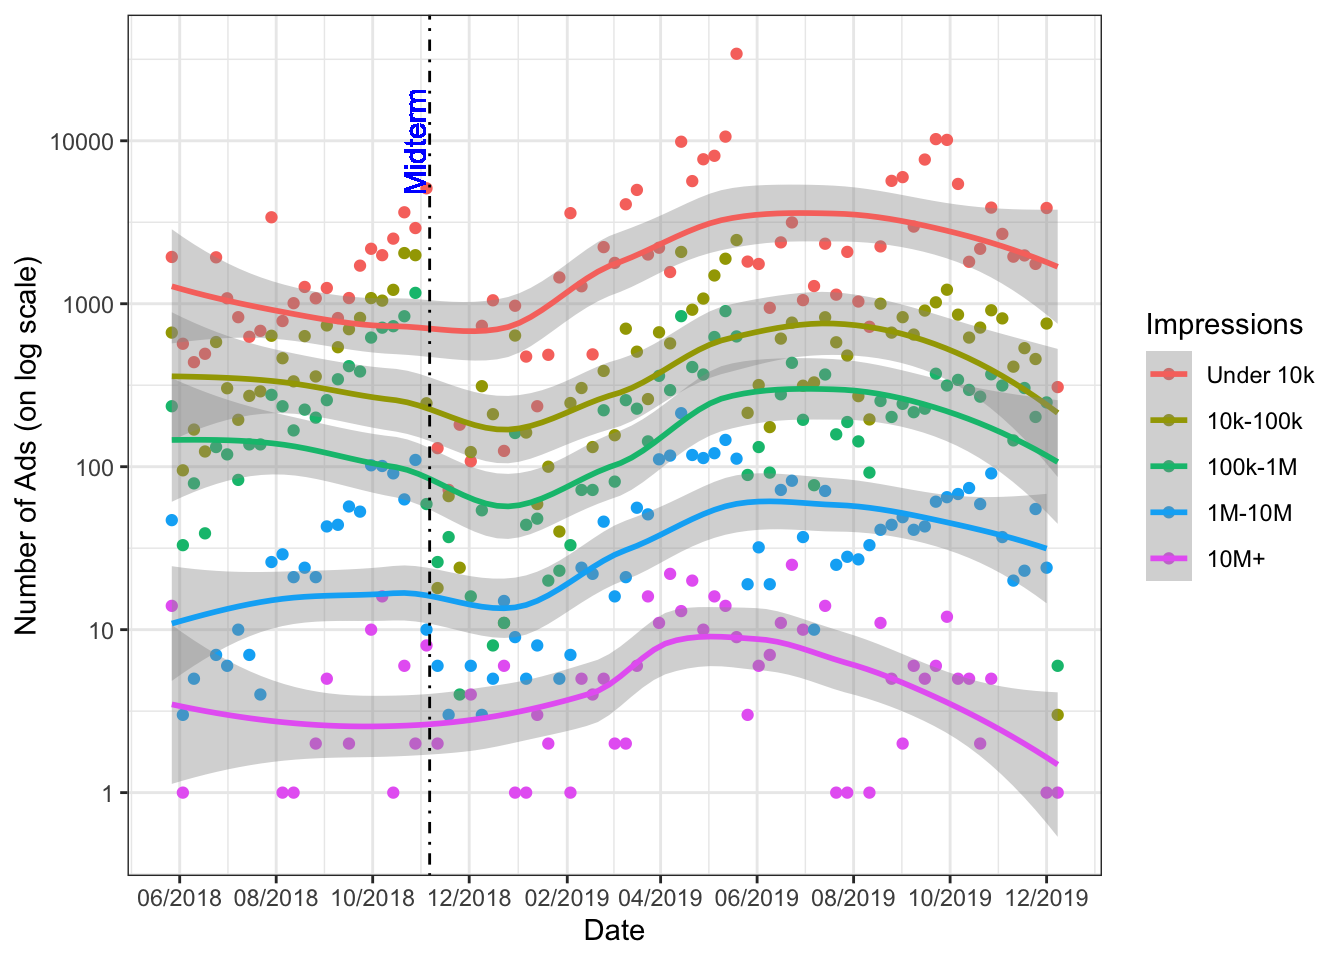 Number of Ads (on log scale)
10000
1000
100
10
1
Midterm
06/2018 08/2018 10/2018 12/2018 02/2019 04/2019 06/2019 08/2019 10/2019 12/2019
Date
Impressions
Under 10k
10k-100k
100k-1M
1M-10M
10M+